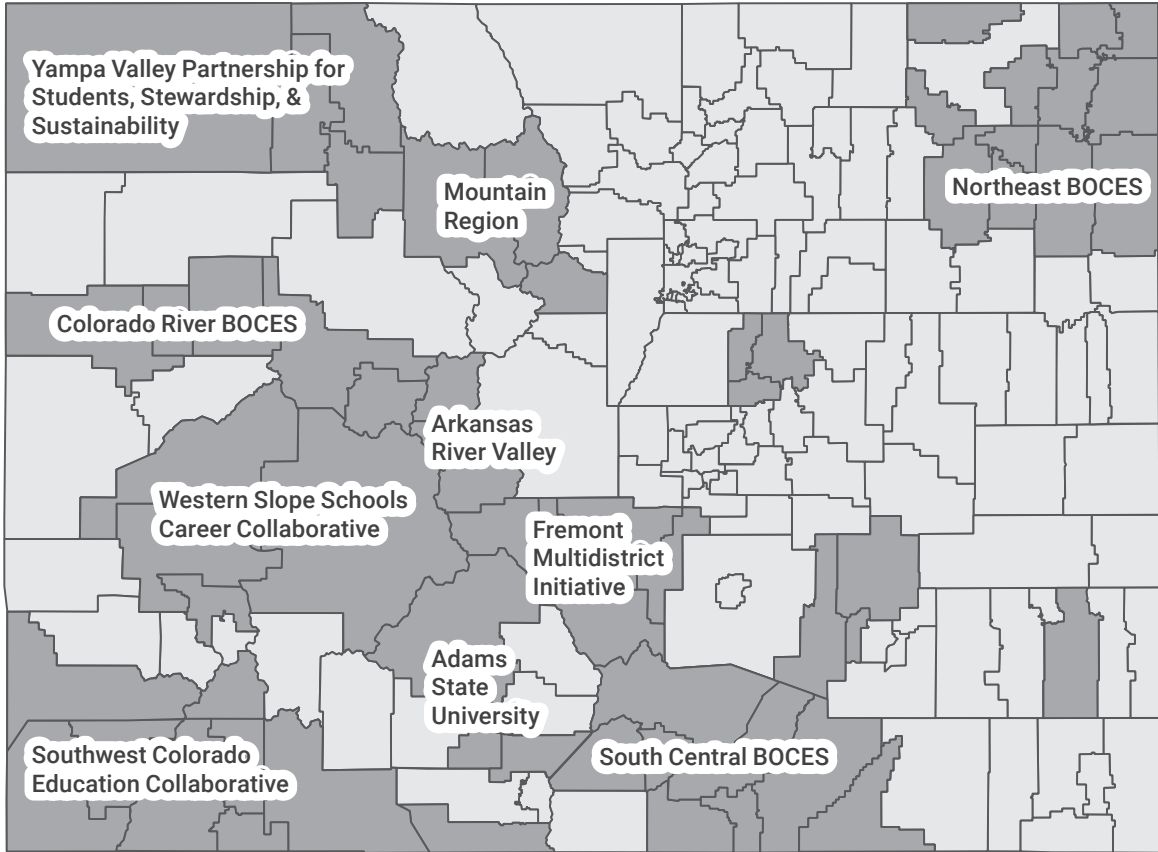 Yampa Valley Partnership for
Students, Stewardship, &
Sustainability
Mountain
Region
Northeast BOCES
Colorado River BOCES
Arkansas
River Valley
Western Slope Schools
Career Collaborative
Fremont
Multidistrict
Initiative
Adams
State
University
Southwest Colorado
Education Collaborative
South Central BOCES